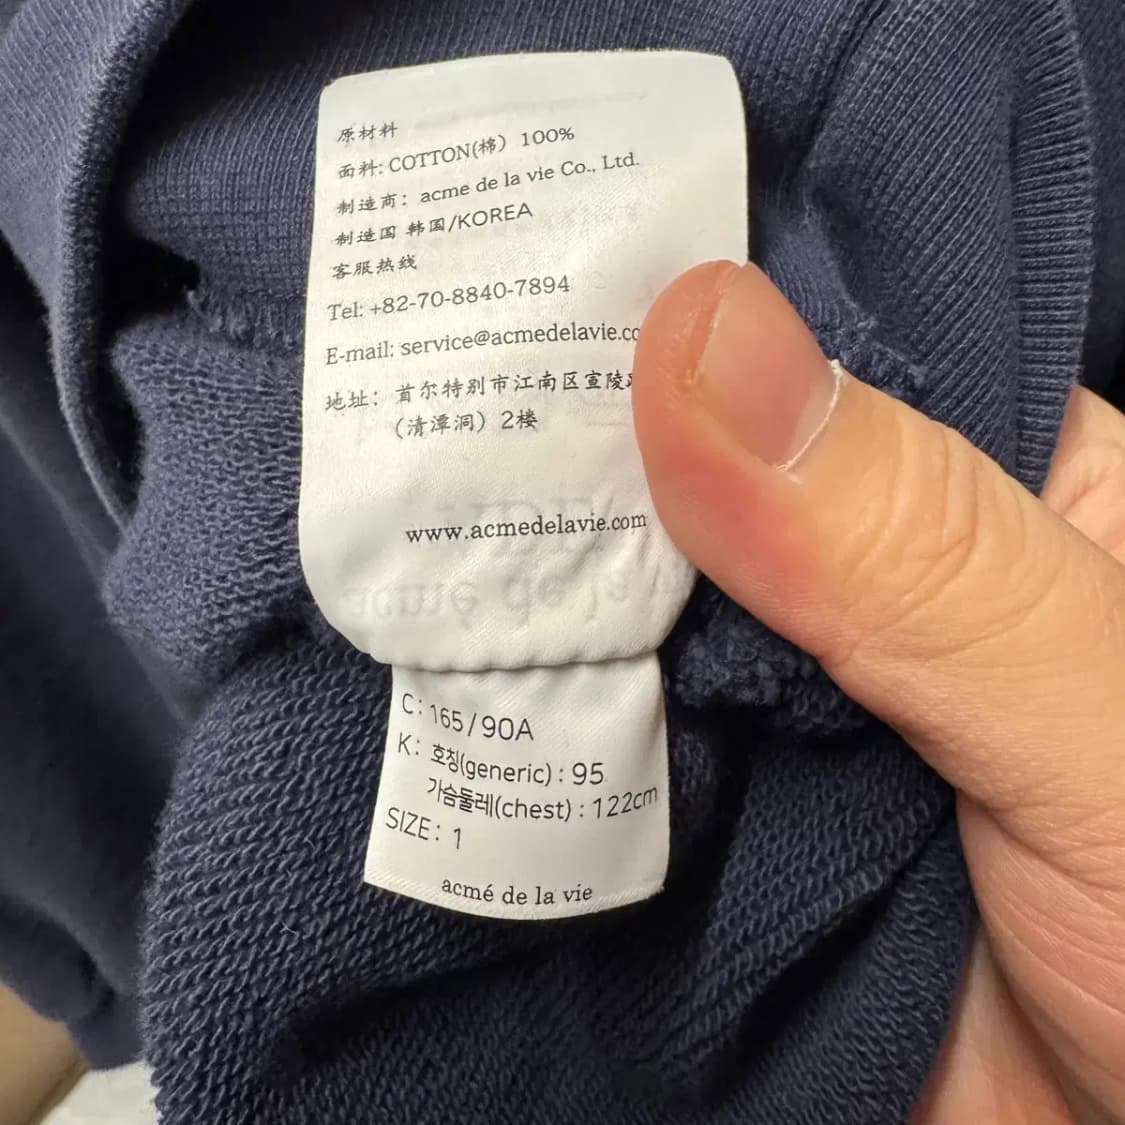 原材料
面料: COTTON(棉) 100%
制造商: acme de la vie Co., Ltd.
制造国 韩国/KOREA
客服热线
Tel: +82-70-8840-7894
E-mail: service@acmedelavie.co
地址: 首尔特别市江南区宣陵
(清潭洞) 2楼
www.acmedelavie.com
C: 165/90A
K: 호칭(generic) : 95
가슴둘레(chest) : 122cm
SIZE: 1
acmé de la vie